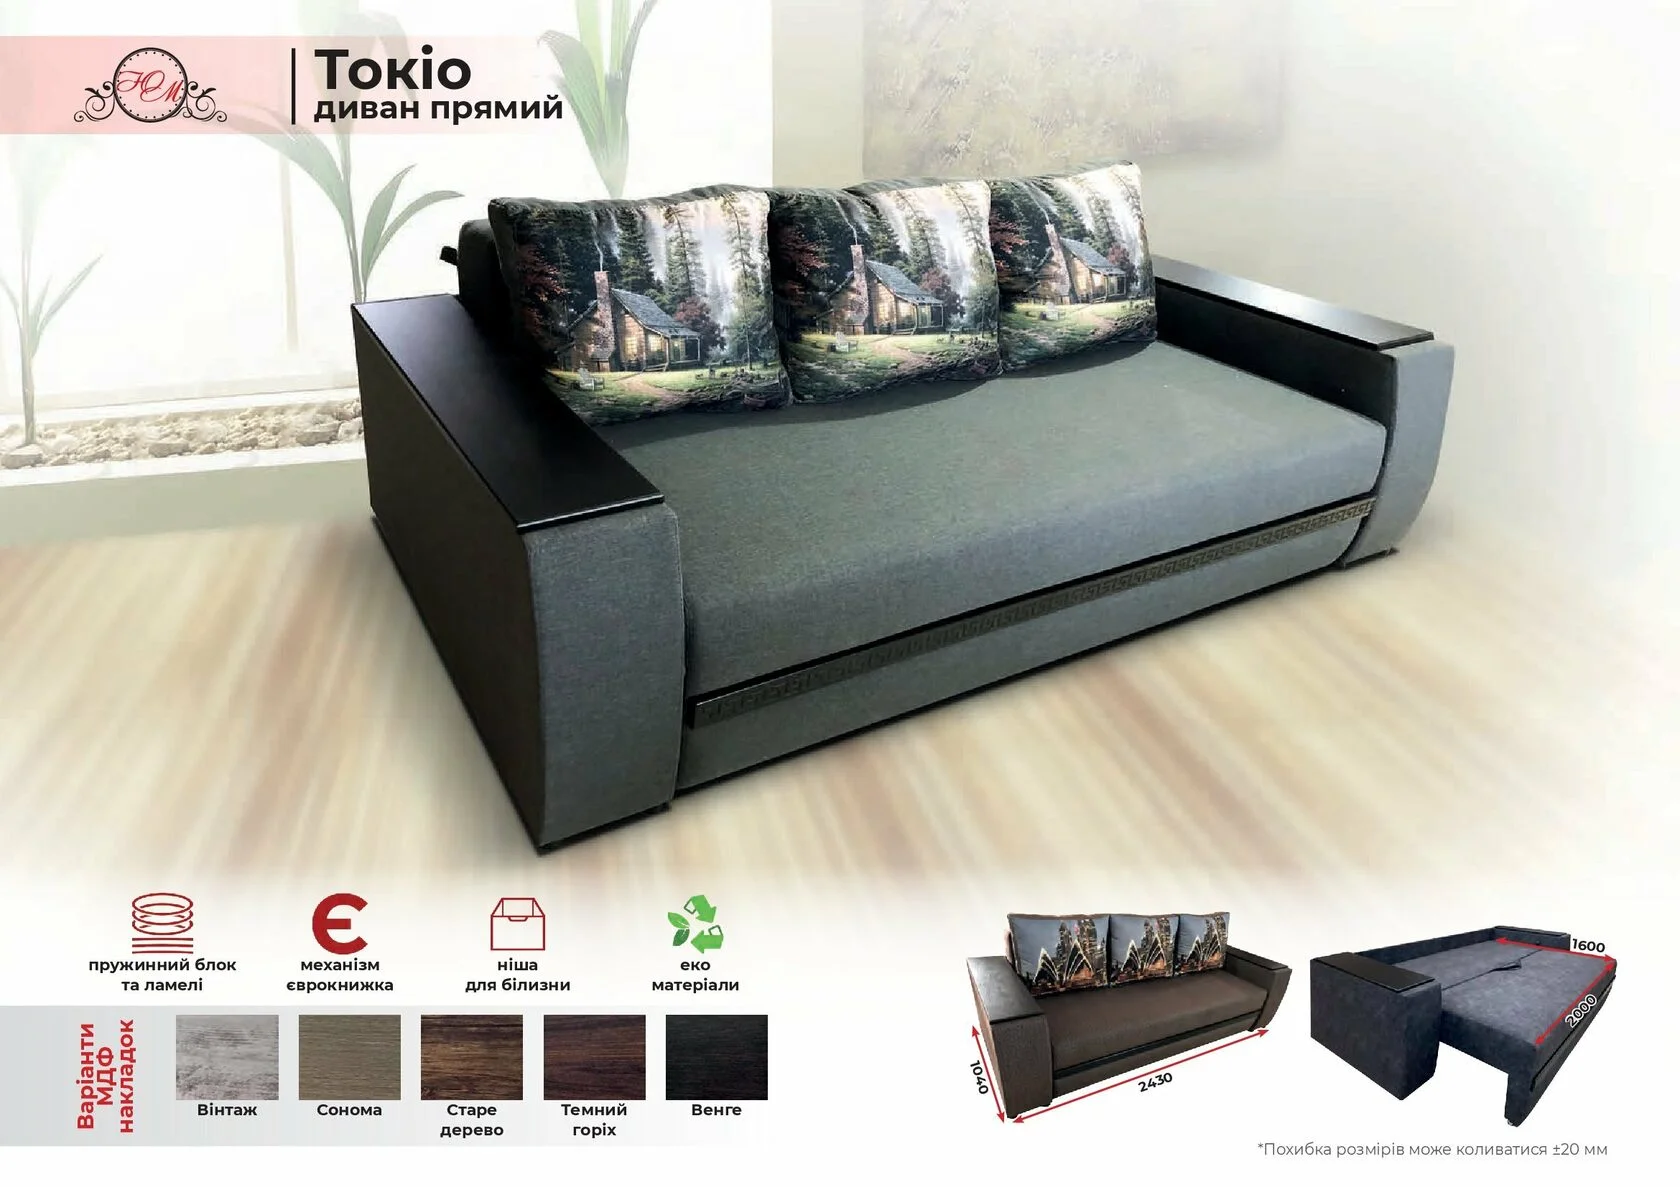 ЮМ
Токіо
диван прямий
пружинний блок
та ламелі
Є
механізм
єврокнижка
ніша
для білизни
еко
матеріали
Варіанти
МДФ
накладок
Вінтаж
Сонома
Старе
дерево
Темний
горіх
Венге
1040
2430
1600
2000
*Похибка розмірів може коливатися ±20 мм